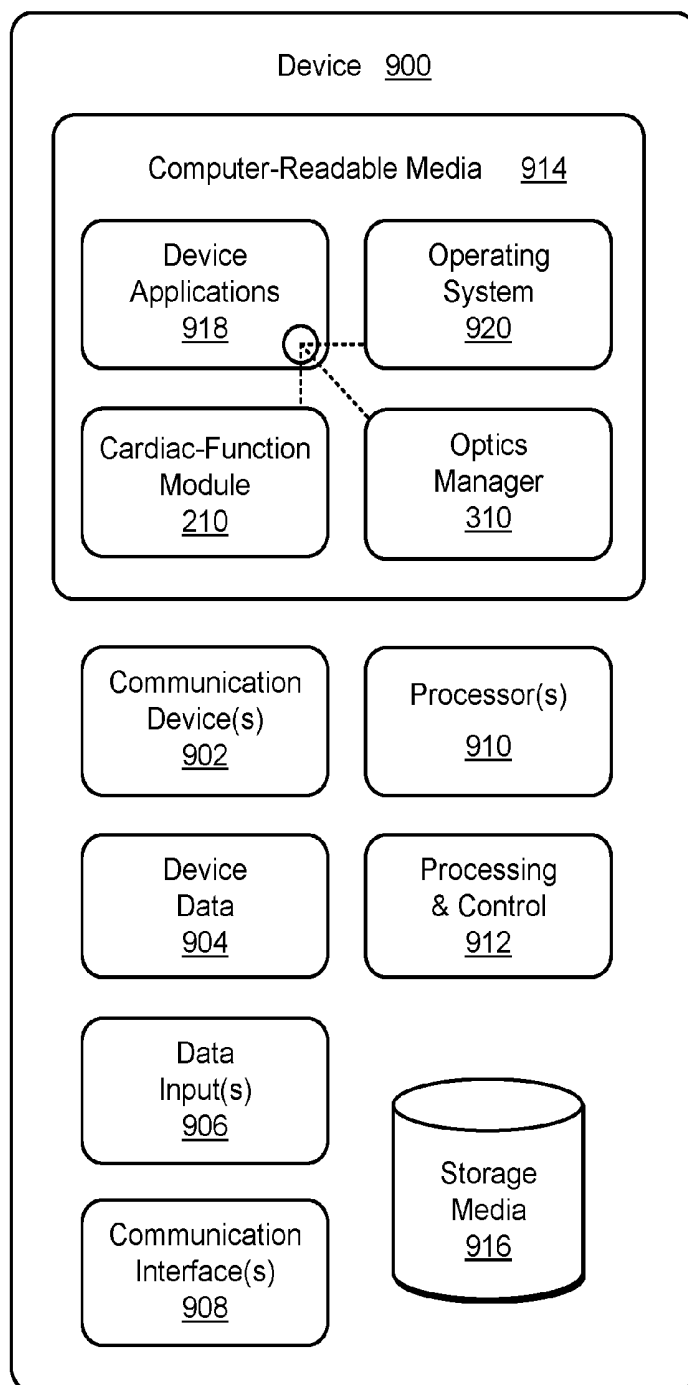 Device 900
Computer-Readable Media 914
Device
Applications
918
Operating
System
920
Cardiac-Function
Module
210
Optics
Manager
310
Communication
Device(s)
902
Processor(s)
910
Device
Data
904
Processing
& Control
912
Data
Input(s)
906
Storage
Media
916
Communication
Interface(s)
908